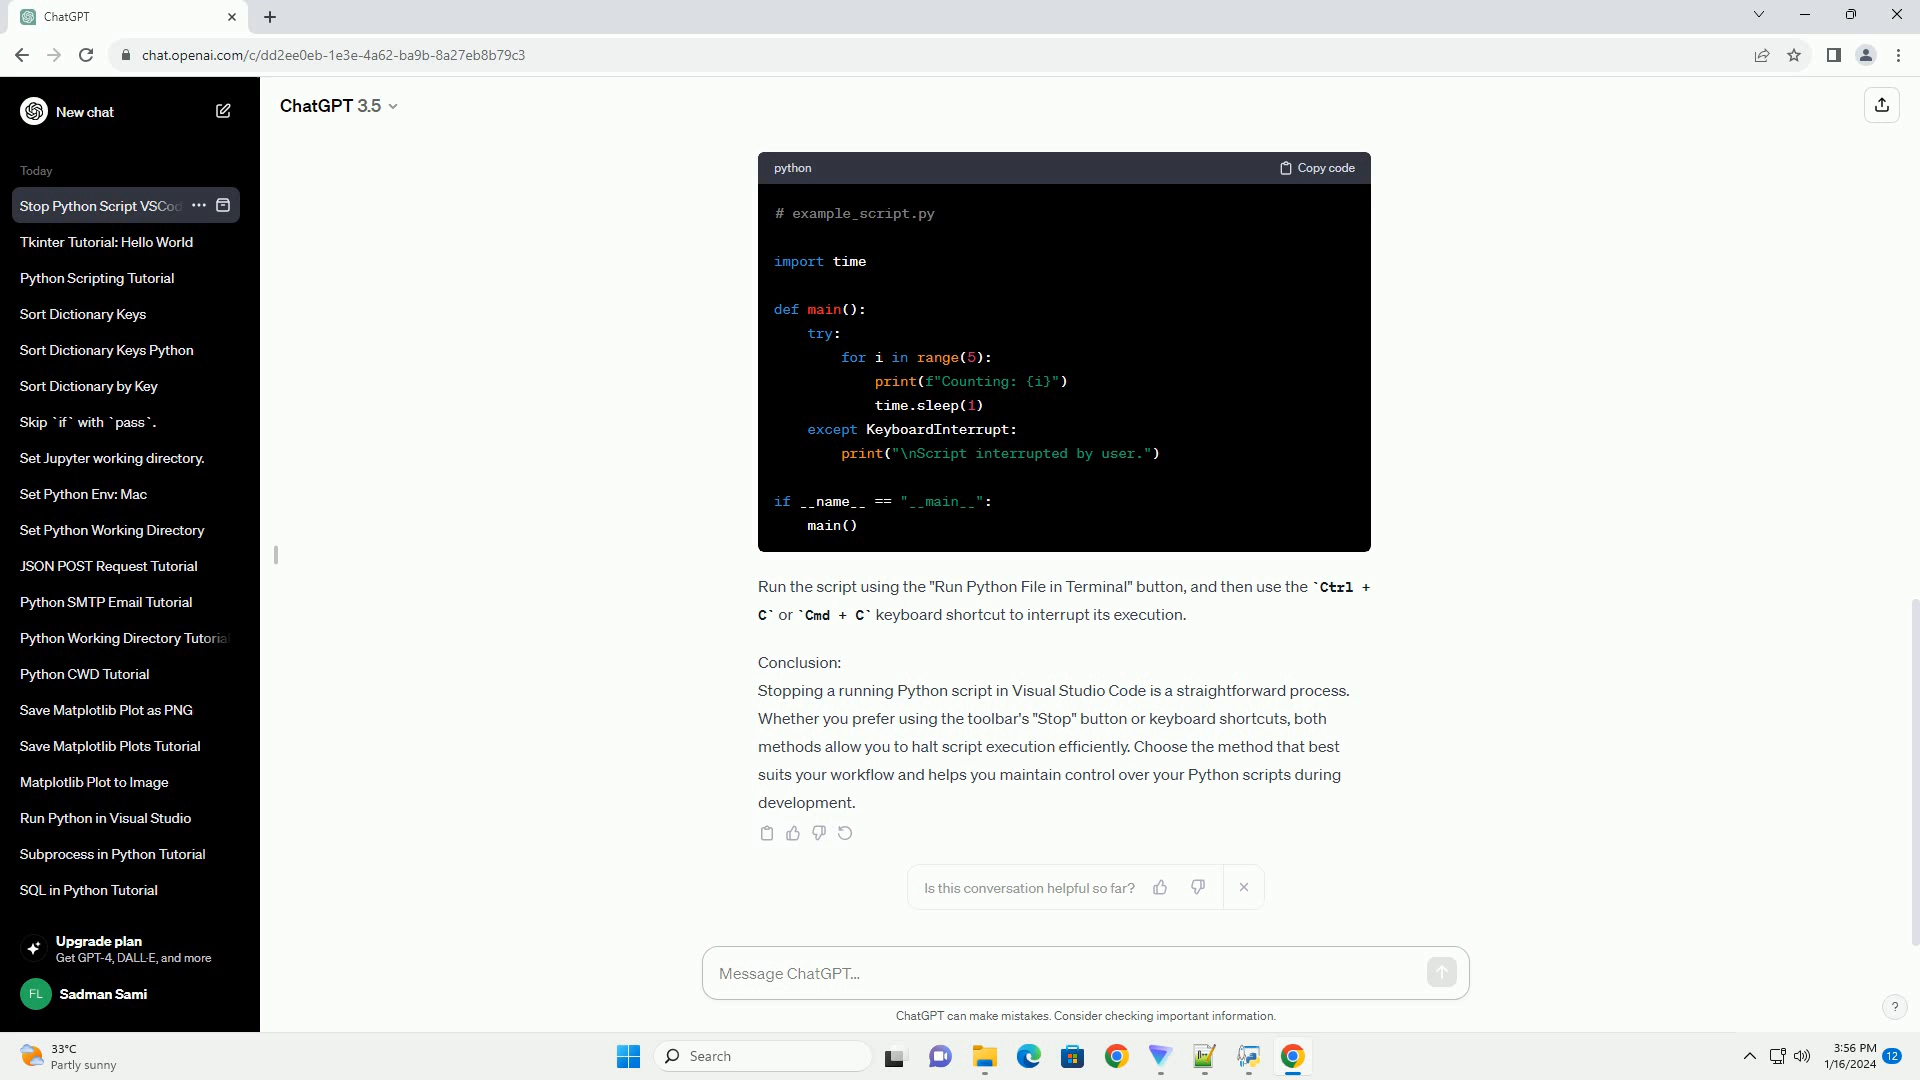 ChatGPT
chat.openai.com/c/dd2ee0eb-1e3e-4a62-ba9b-8a27eb8b79c3
New chat
Today
Stop Python Script VSCod
Tkinter Tutorial: Hello World
Python Scripting Tutorial
Sort Dictionary Keys
Sort Dictionary Keys Python
Sort Dictionary by Key
Skip `if` with `pass`.
Set Jupyter working directory.
Set Python Env: Mac
Set Python Working Directory
JSON POST Request Tutorial
Python SMTP Email Tutorial
Python Working Directory Tutorial
Python CWD Tutorial
Save Matplotlib Plot as PNG
Save Matplotlib Plots Tutorial
Matplotlib Plot to Image
Run Python in Visual Studio
Subprocess in Python Tutorial
SQL in Python Tutorial
Upgrade plan
Get GPT-4, DALL·E, and more
FL Sadman Sami
ChatGPT 3.5
python Copy code
# example_script.py
import time
def main():
    try:
        for i in range(5):
            print(f"Counting: {i}")
            time.sleep(1)
    except KeyboardInterrupt:
        print("\nScript interrupted by user.")
if __name__ == "__main__":
    main()
Run the script using the "Run Python File in Terminal" button, and then use the `Ctrl +
C` or `Cmd + C` keyboard shortcut to interrupt its execution.
Conclusion:
Stopping a running Python script in Visual Studio Code is a straightforward process.
Whether you prefer using the toolbar's "Stop" button or keyboard shortcuts, both
methods allow you to halt script execution efficiently. Choose the method that best
suits your workflow and helps you maintain control over your Python scripts during
development.
Is this conversation helpful so far?
Message ChatGPT...
ChatGPT can make mistakes. Consider checking important information.
?
33°C
Partly sunny
Search
3:56 PM
1/16/2024
12